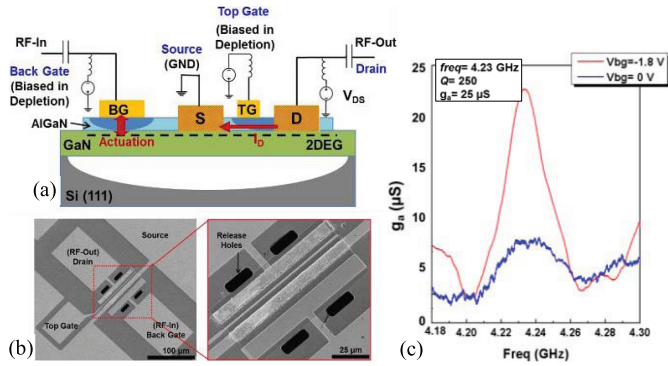 Top Gate
(Biased in
Depletion)
RF-In
Source
(GND)
RF-Out
Drain
Back Gate
(Biased in
Depletion)
V_DS
BG
S
TG
D
AlGaN
GaN
Actuation
I_D
2DEG
Si (111)
(a)
Source
(RF-Out)
Drain
Top Gate
(RF-In)
Back Gate
100 µm
Release
Holes
25 µm
(b)
freq= 4.23 GHz
Q= 250
gₐ= 25 µS
Vbg=-1.8 V
Vbg= 0 V
25
20
15
10
5
0
gₐ (µS)
4.18 4.20 4.22 4.24 4.26 4.28 4.30
Freq (GHz)
(c)